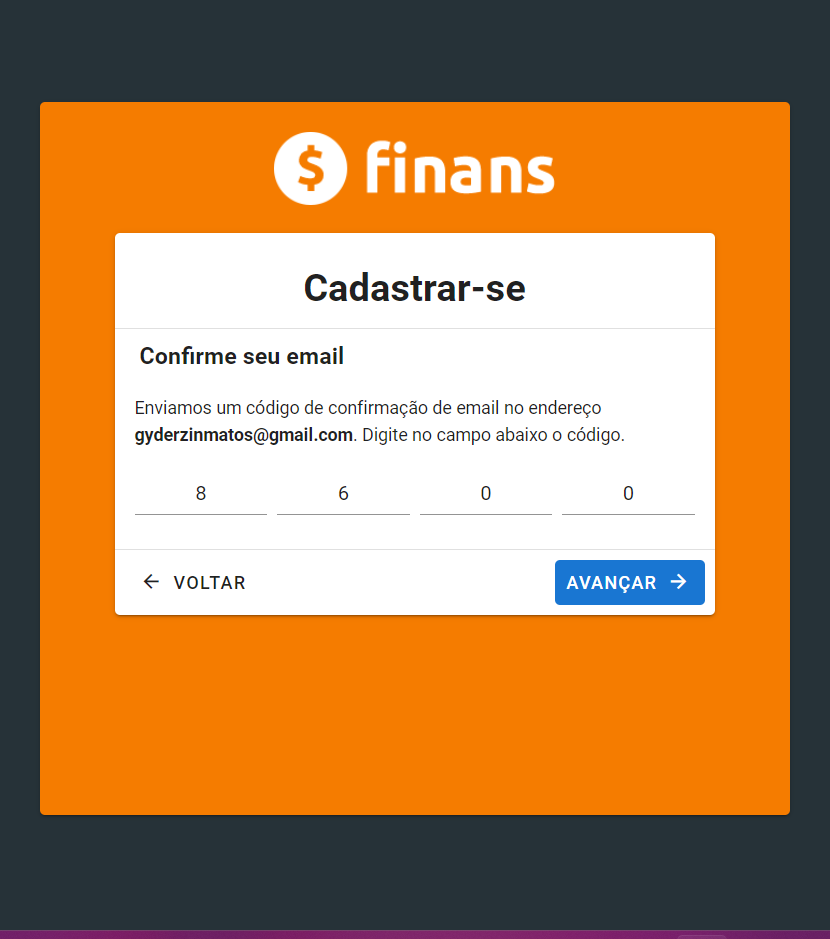 $ finans
Cadastrar-se
Confirme seu email
Enviamos um código de confirmação de email no endereço
gyderzinmatos@gmail.com. Digite no campo abaixo o código.
8 6 0 0
VOLTAR AVANÇAR